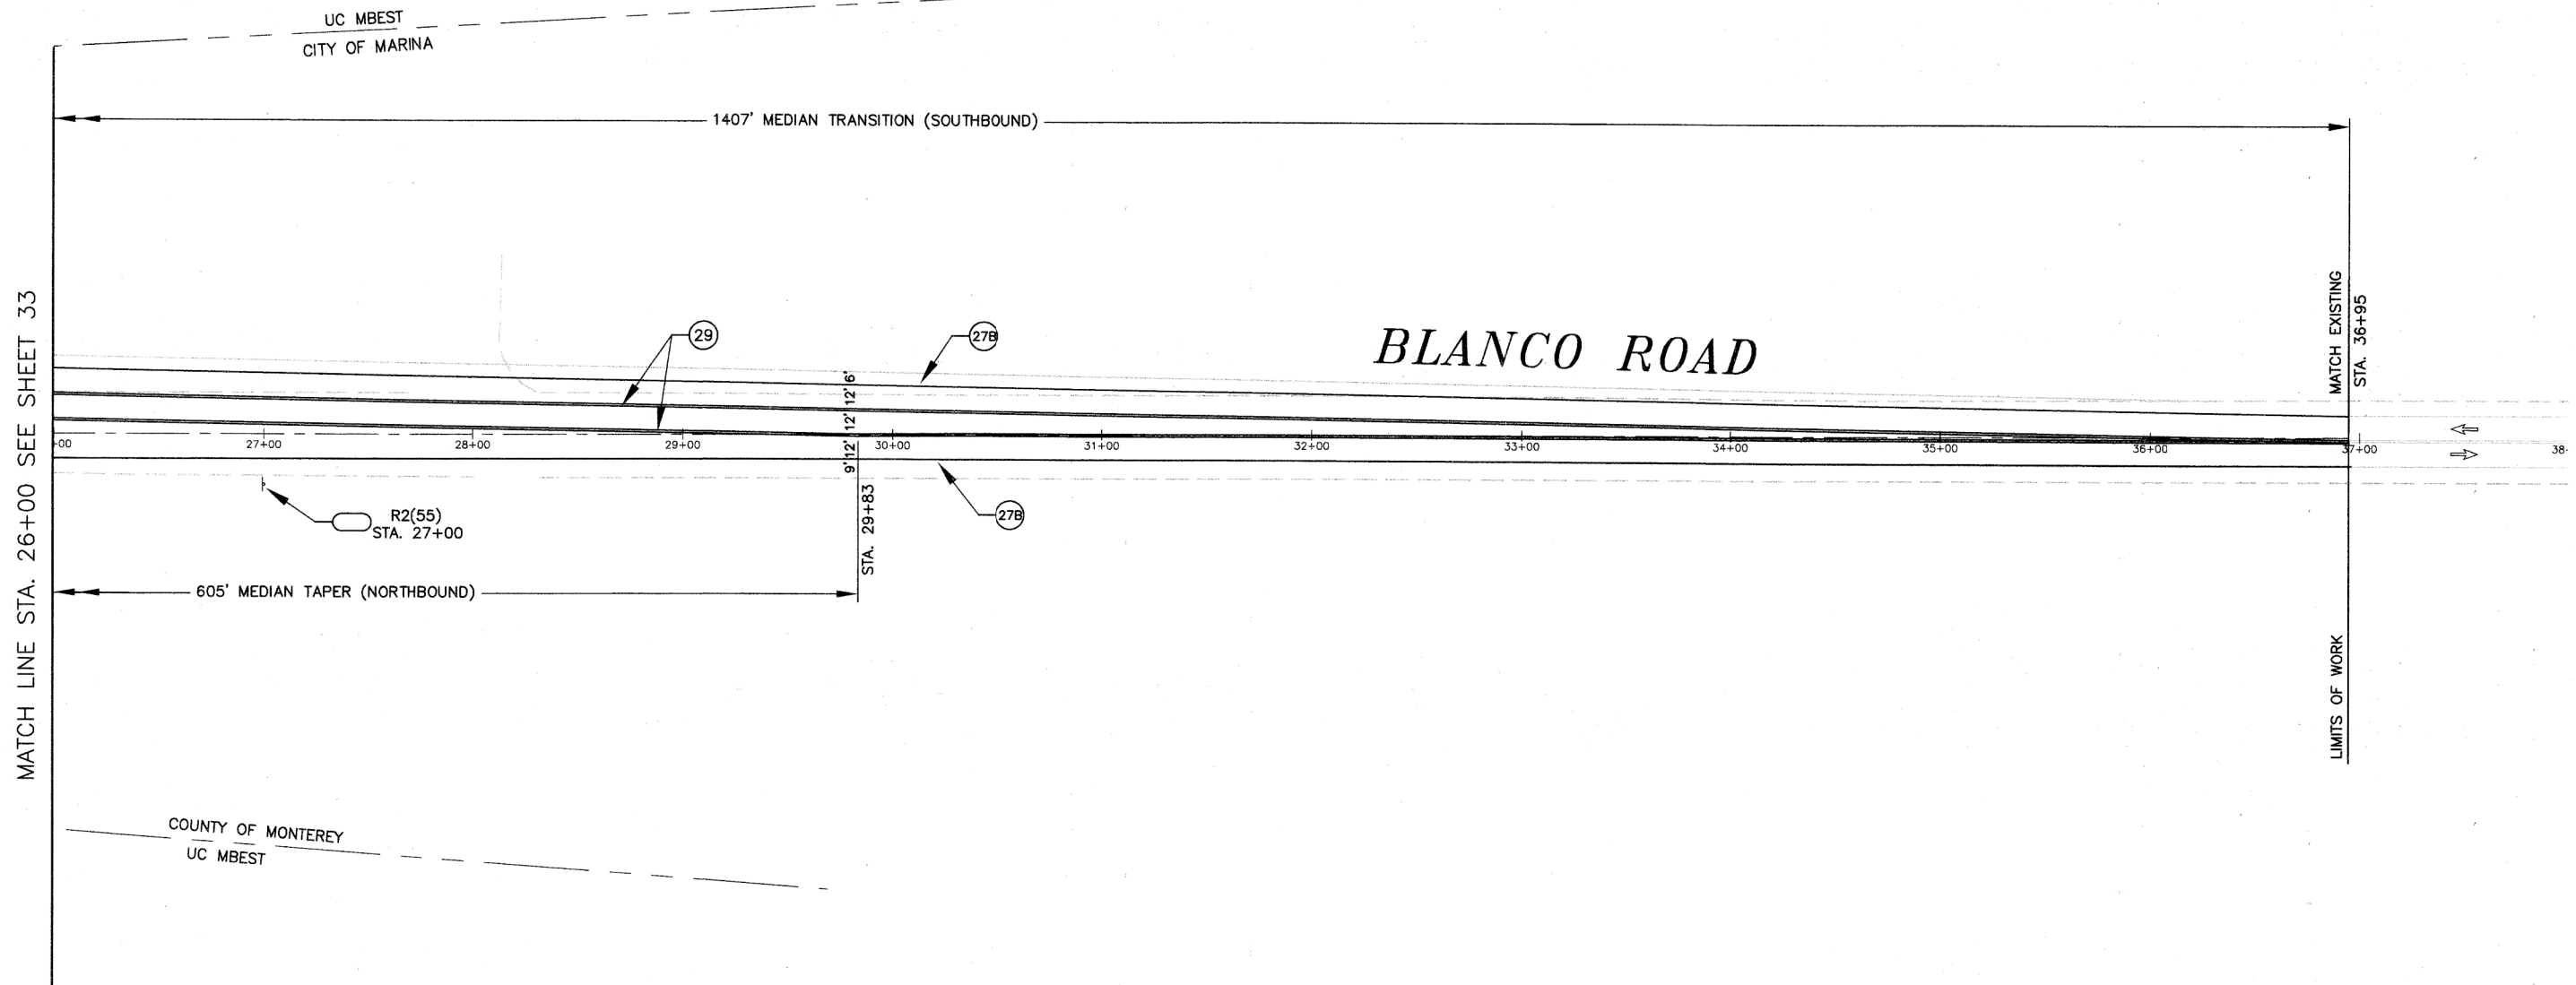 UC MBEST
CITY OF MARINA
1407' MEDIAN TRANSITION (SOUTHBOUND)
MATCH LINE STA. 26+00 SEE SHEET 33
29
27B
BLANCO ROAD
MATCH EXISTING
STA. 36+95
9' 12' 12' 12' 6'
+00
27+00
28+00
29+00
30+00
31+00
32+00
33+00
34+00
35+00
36+00
37+00
38-
R2(55)
STA. 27+00
STA. 29+83
27B
605' MEDIAN TAPER (NORTHBOUND)
LIMITS OF WORK
COUNTY OF MONTEREY
UC MBEST